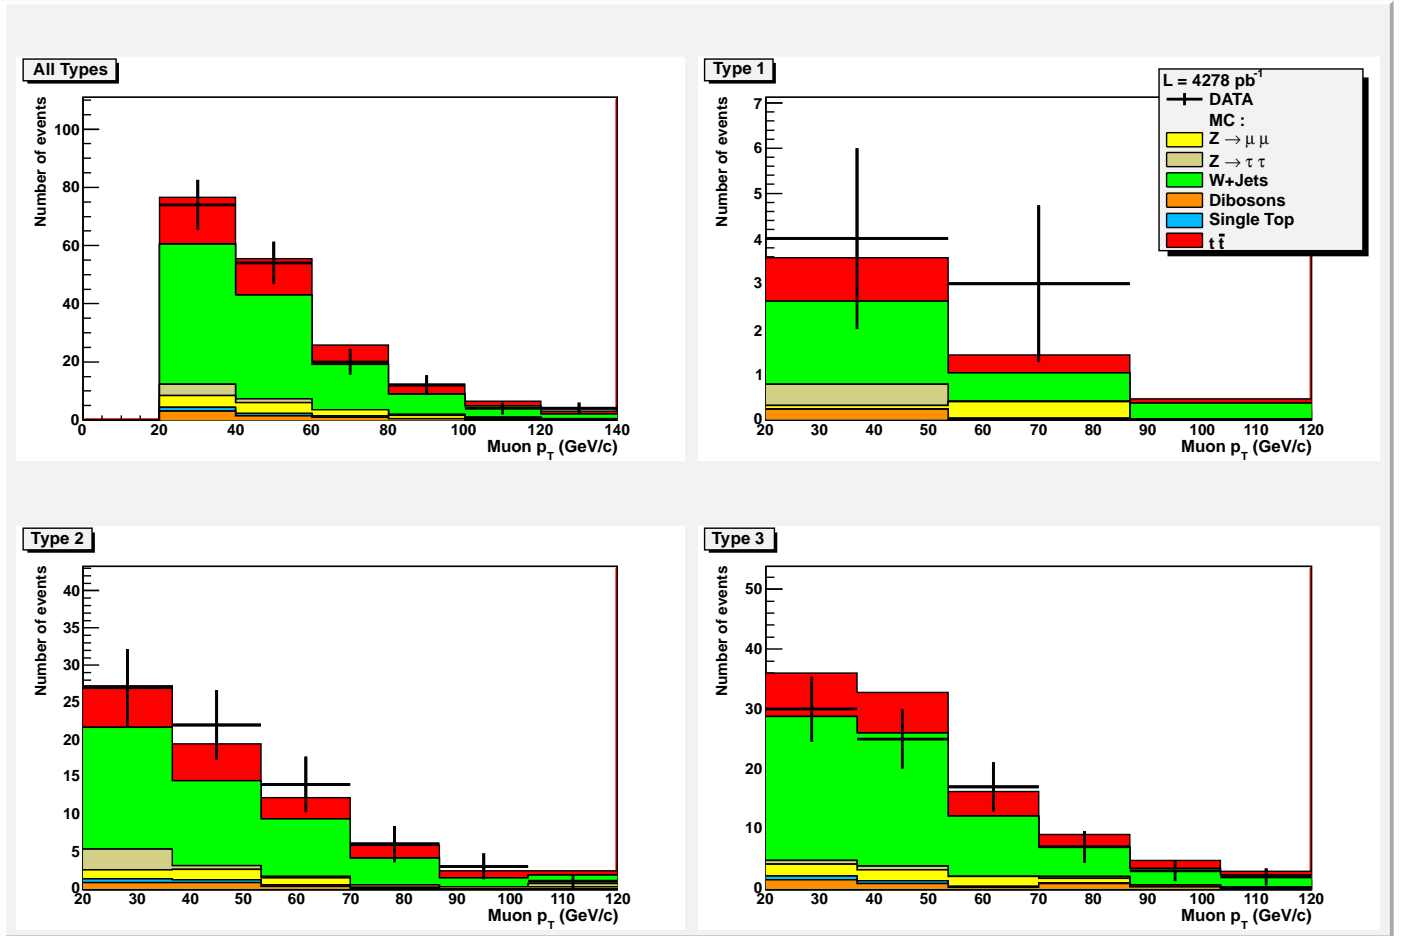 All Types
Number of events
100
80
60
40
20
0
0 20 40 60 80 100 120 140
Muon p_T (GeV/c)
Type 1
Number of events
7
6
5
4
3
2
1
0
20 30 40 50 60 70 80 90 100 110 120
Muon p_T (GeV/c)
L = 4278 pb⁻¹
DATA
MC :
Z → μ μ
Z → τ τ
W+Jets
Dibosons
Single Top
t t̄
Type 2
Number of events
40
35
30
25
20
15
10
5
0
20 30 40 50 60 70 80 90 100 110 120
Muon p_T (GeV/c)
Type 3
Number of events
50
40
30
20
10
0
20 30 40 50 60 70 80 90 100 110 120
Muon p_T (GeV/c)